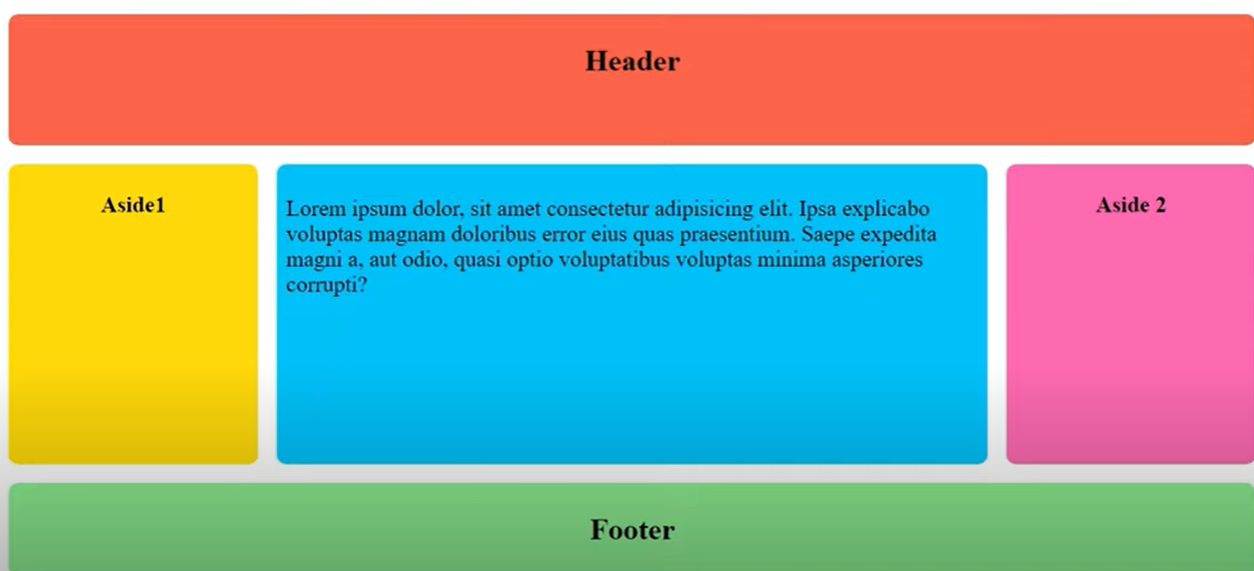 Header
Aside1
Lorem ipsum dolor, sit amet consectetur adipisicing elit. Ipsa explicabo
voluptas magnam doloribus error eius quas praesentium. Saepe expedita
magni a, aut odio, quasi optio voluptatibus voluptas minima asperiores
corrupti?
Aside 2
Footer